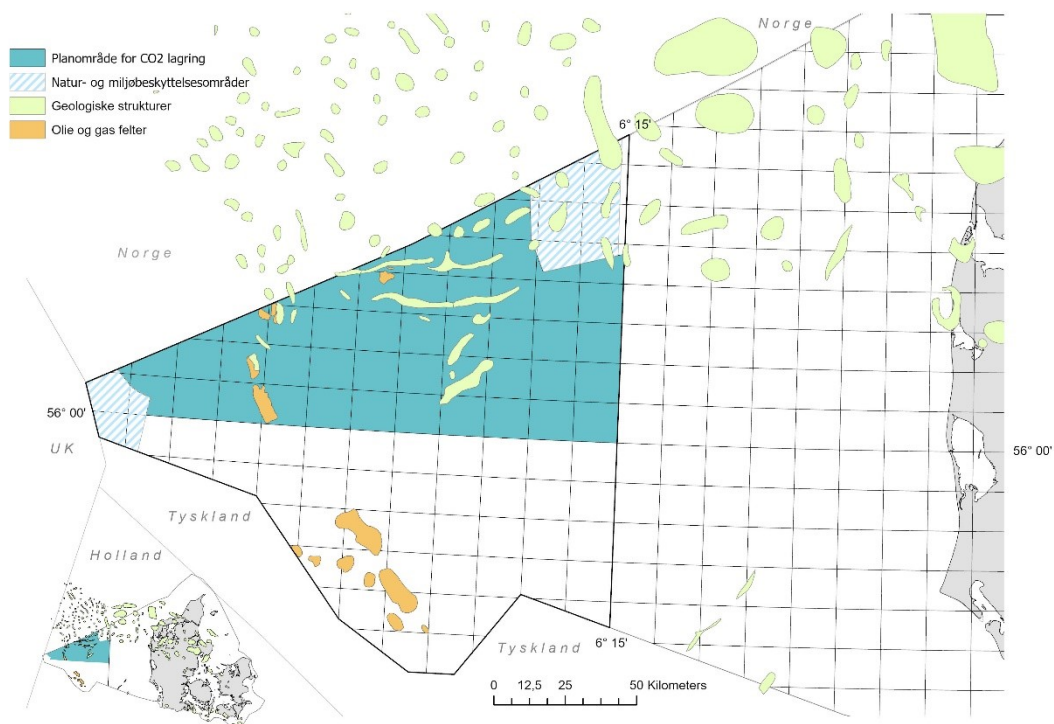 Norge
Planområde for CO2 lagring
Natur- og miljøbeskyttelsesområder
Geologiske strukturer
Olie og gas felter
6° 15'
Norge
56° 00'
UK
56° 00'
Tyskland
Holland
Tyskland
6° 15'
0 12,5 25 50 Kilometers